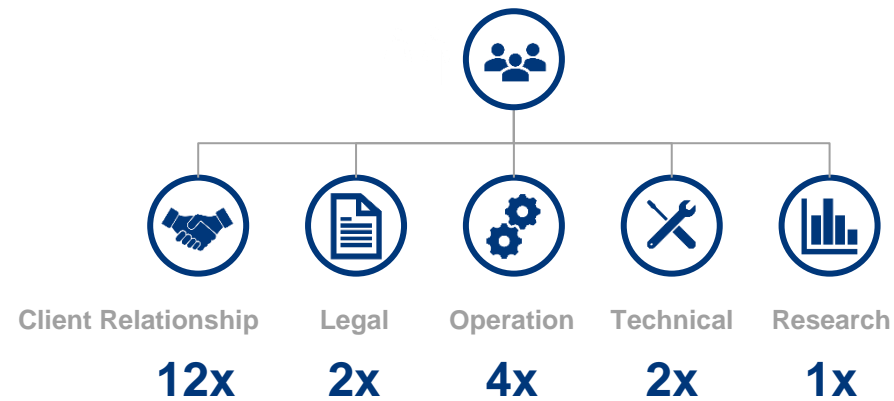 Client Relationship Legal Operation Technical Research
12x 2x 4x 2x 1x